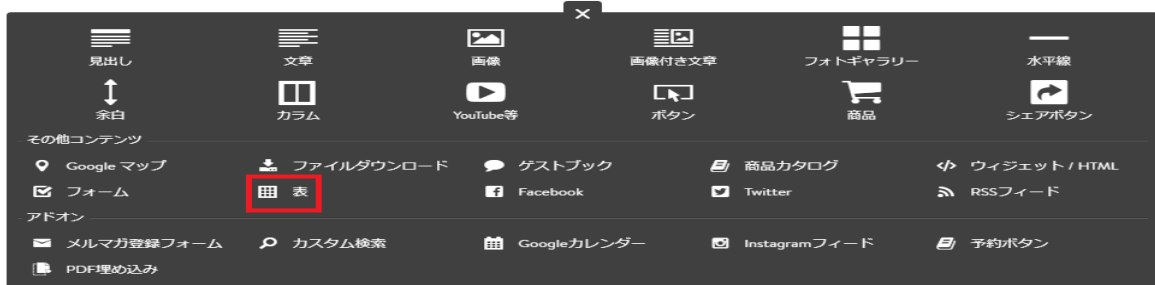 見出し 文章 画像 画像付き文章 フォトギャラリー 水平線
余白 カラム YouTube等 ボタン 商品 シェアボタン
その他コンテンツ
Google マップ ファイルダウンロード ゲストブック 商品カタログ ウィジェット / HTML
フォーム 表 Facebook Twitter RSSフィード
アドオン
メルマガ登録フォーム カスタム検索 Googleカレンダー Instagramフィード 予約ボタン
PDF埋め込み